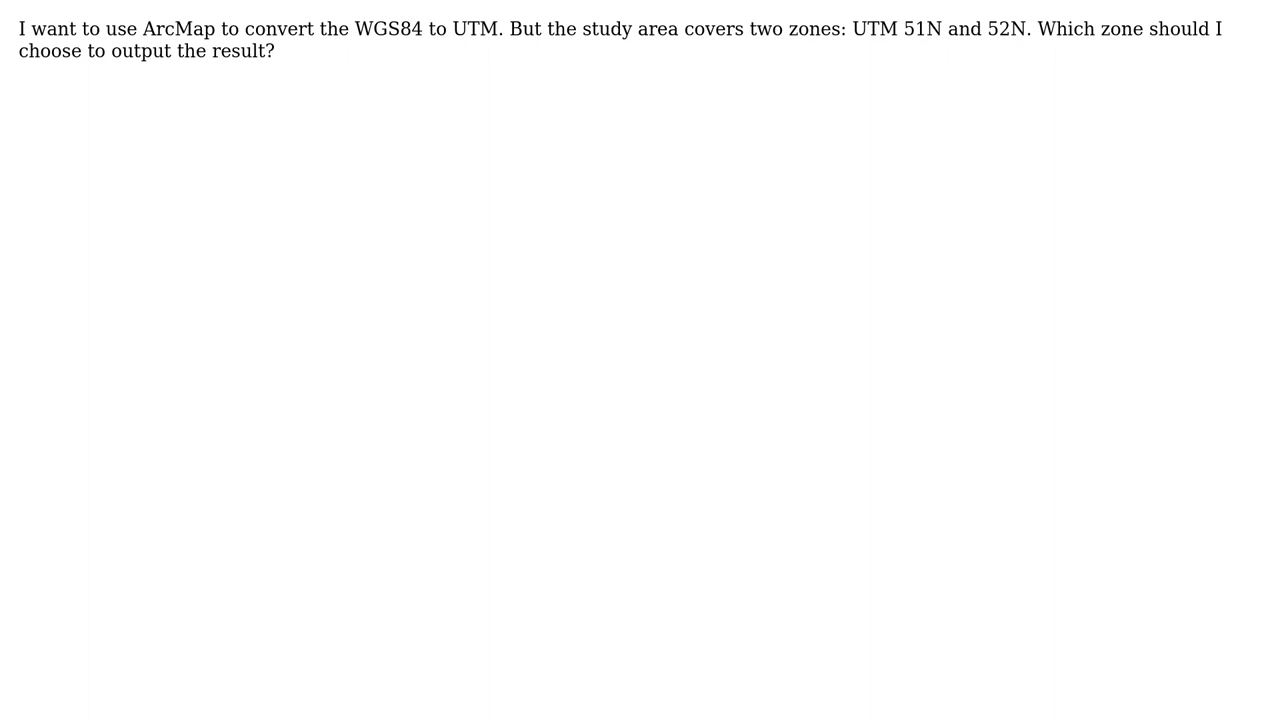 I want to use ArcMap to convert the WGS84 to UTM. But the study area covers two zones: UTM 51N and 52N. Which zone should I
choose to output the result?